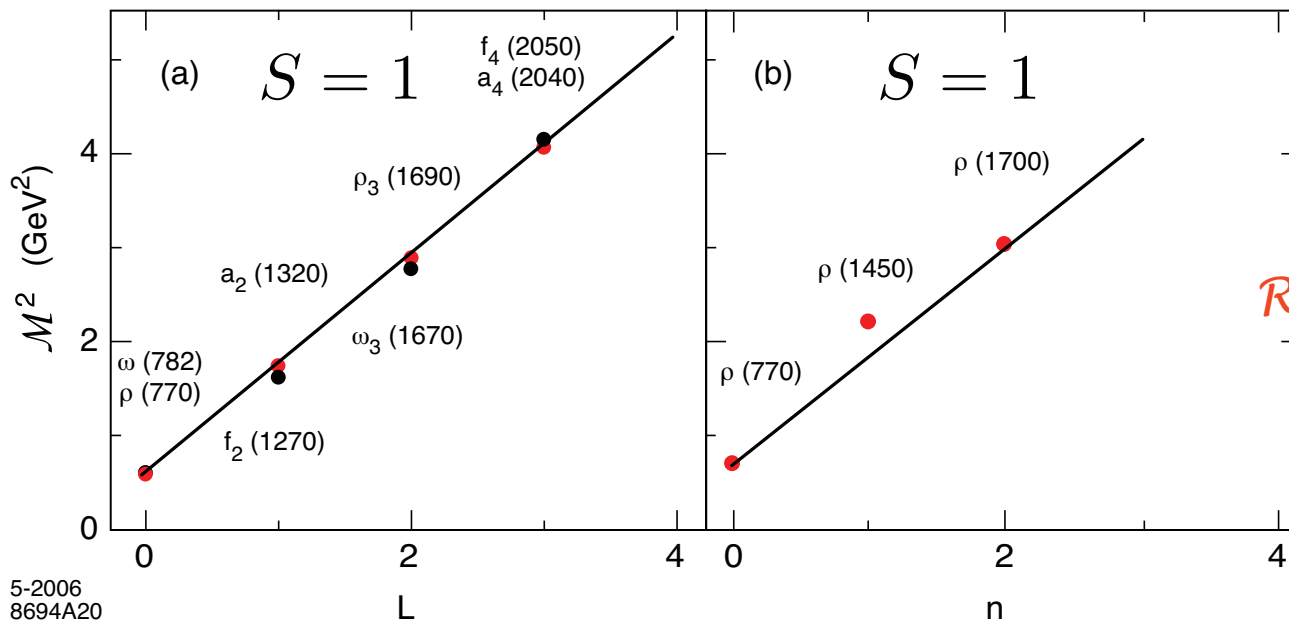 (a) S = 1
f₄ (2050)
a₄ (2040)
ρ₃ (1690)
a₂ (1320)
ω₃ (1670)
ω (782)
ρ (770)
f₂ (1270)
ℳ² (GeV²)
4
2
0
0 2 4
L
(b) S = 1
ρ (1700)
ρ (1450)
ρ (770)
R
0 2 4
n
5-2006
8694A20